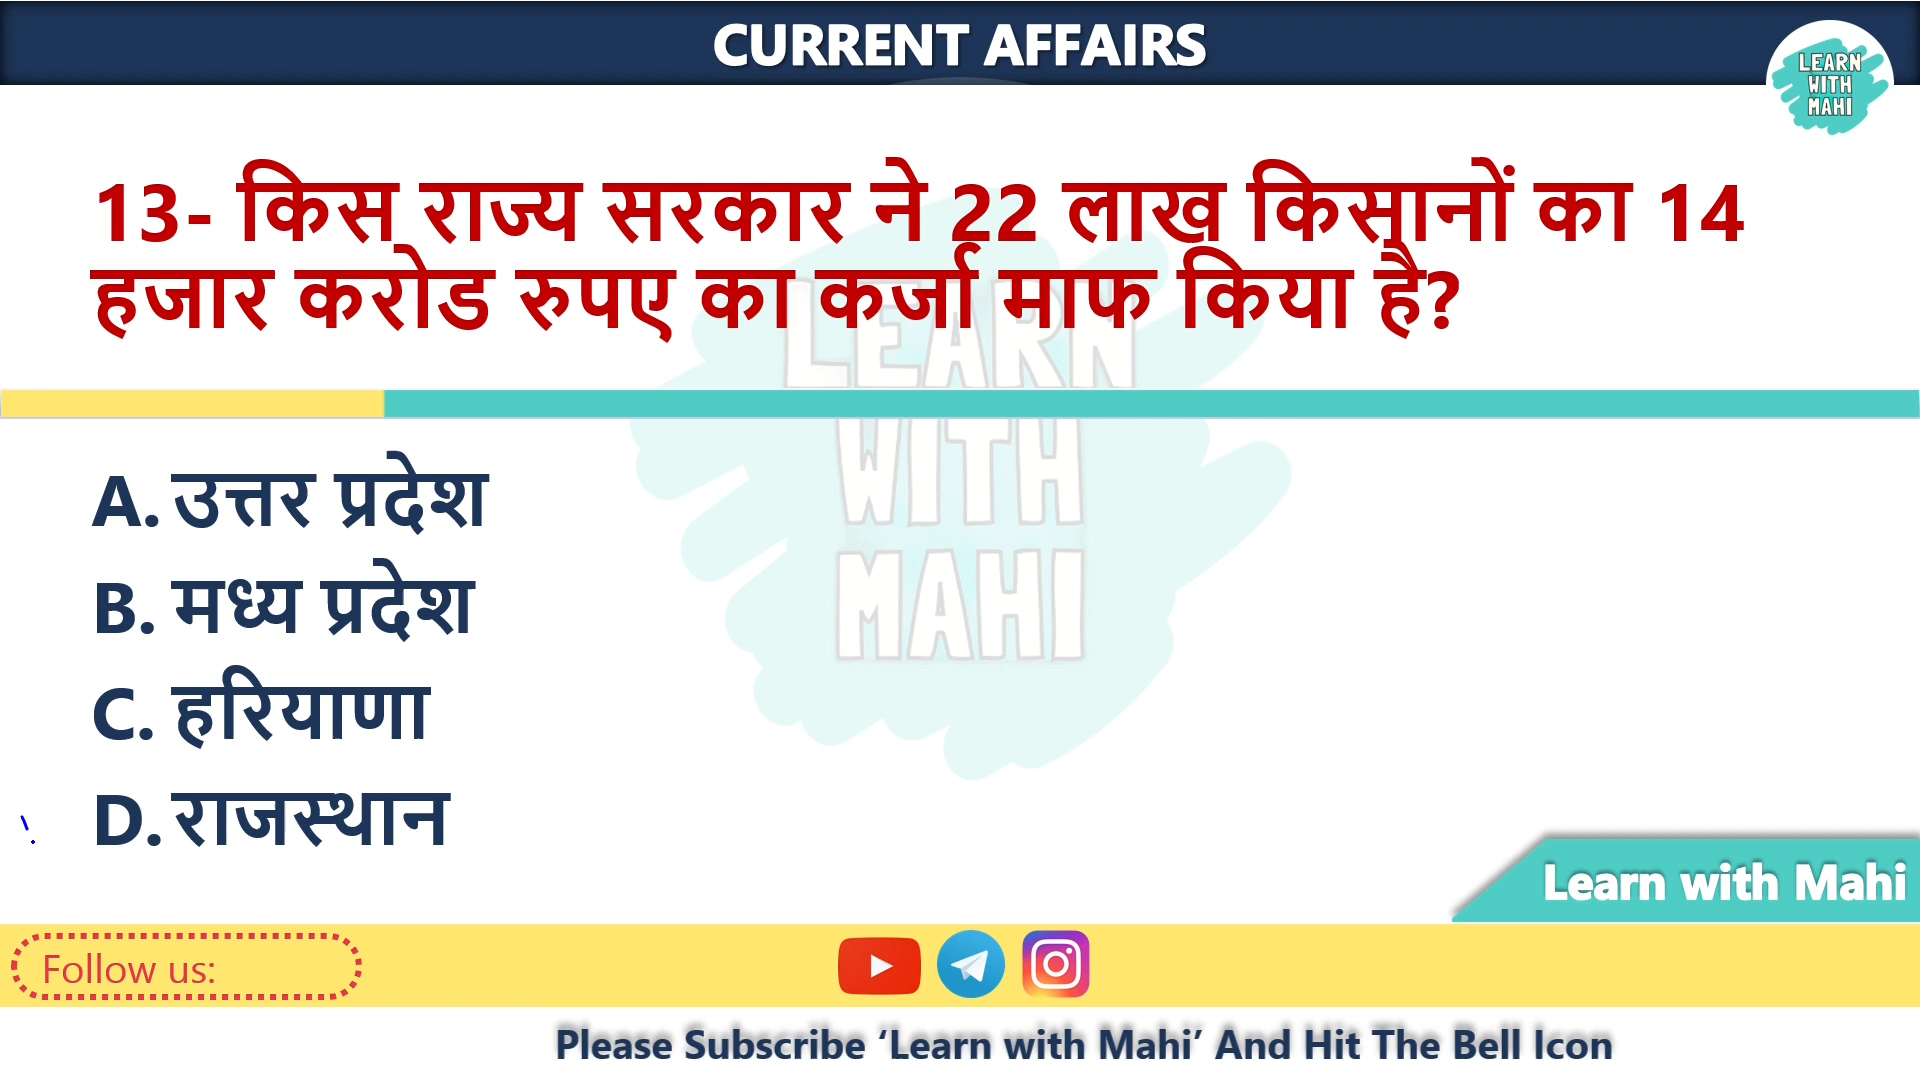 CURRENT AFFAIRS
LEARN
WITH
MAHI
13- किस राज्य सरकार ने 22 लाख किसानों का 14
हजार करोड रुपए का कर्जा माफ किया है?
LEARN
WITH
MAHI
A. उत्तर प्रदेश
B. मध्य प्रदेश
C. हरियाणा
D. राजस्थान
Learn with Mahi
Follow us:
Please Subscribe ‘Learn with Mahi’ And Hit The Bell Icon